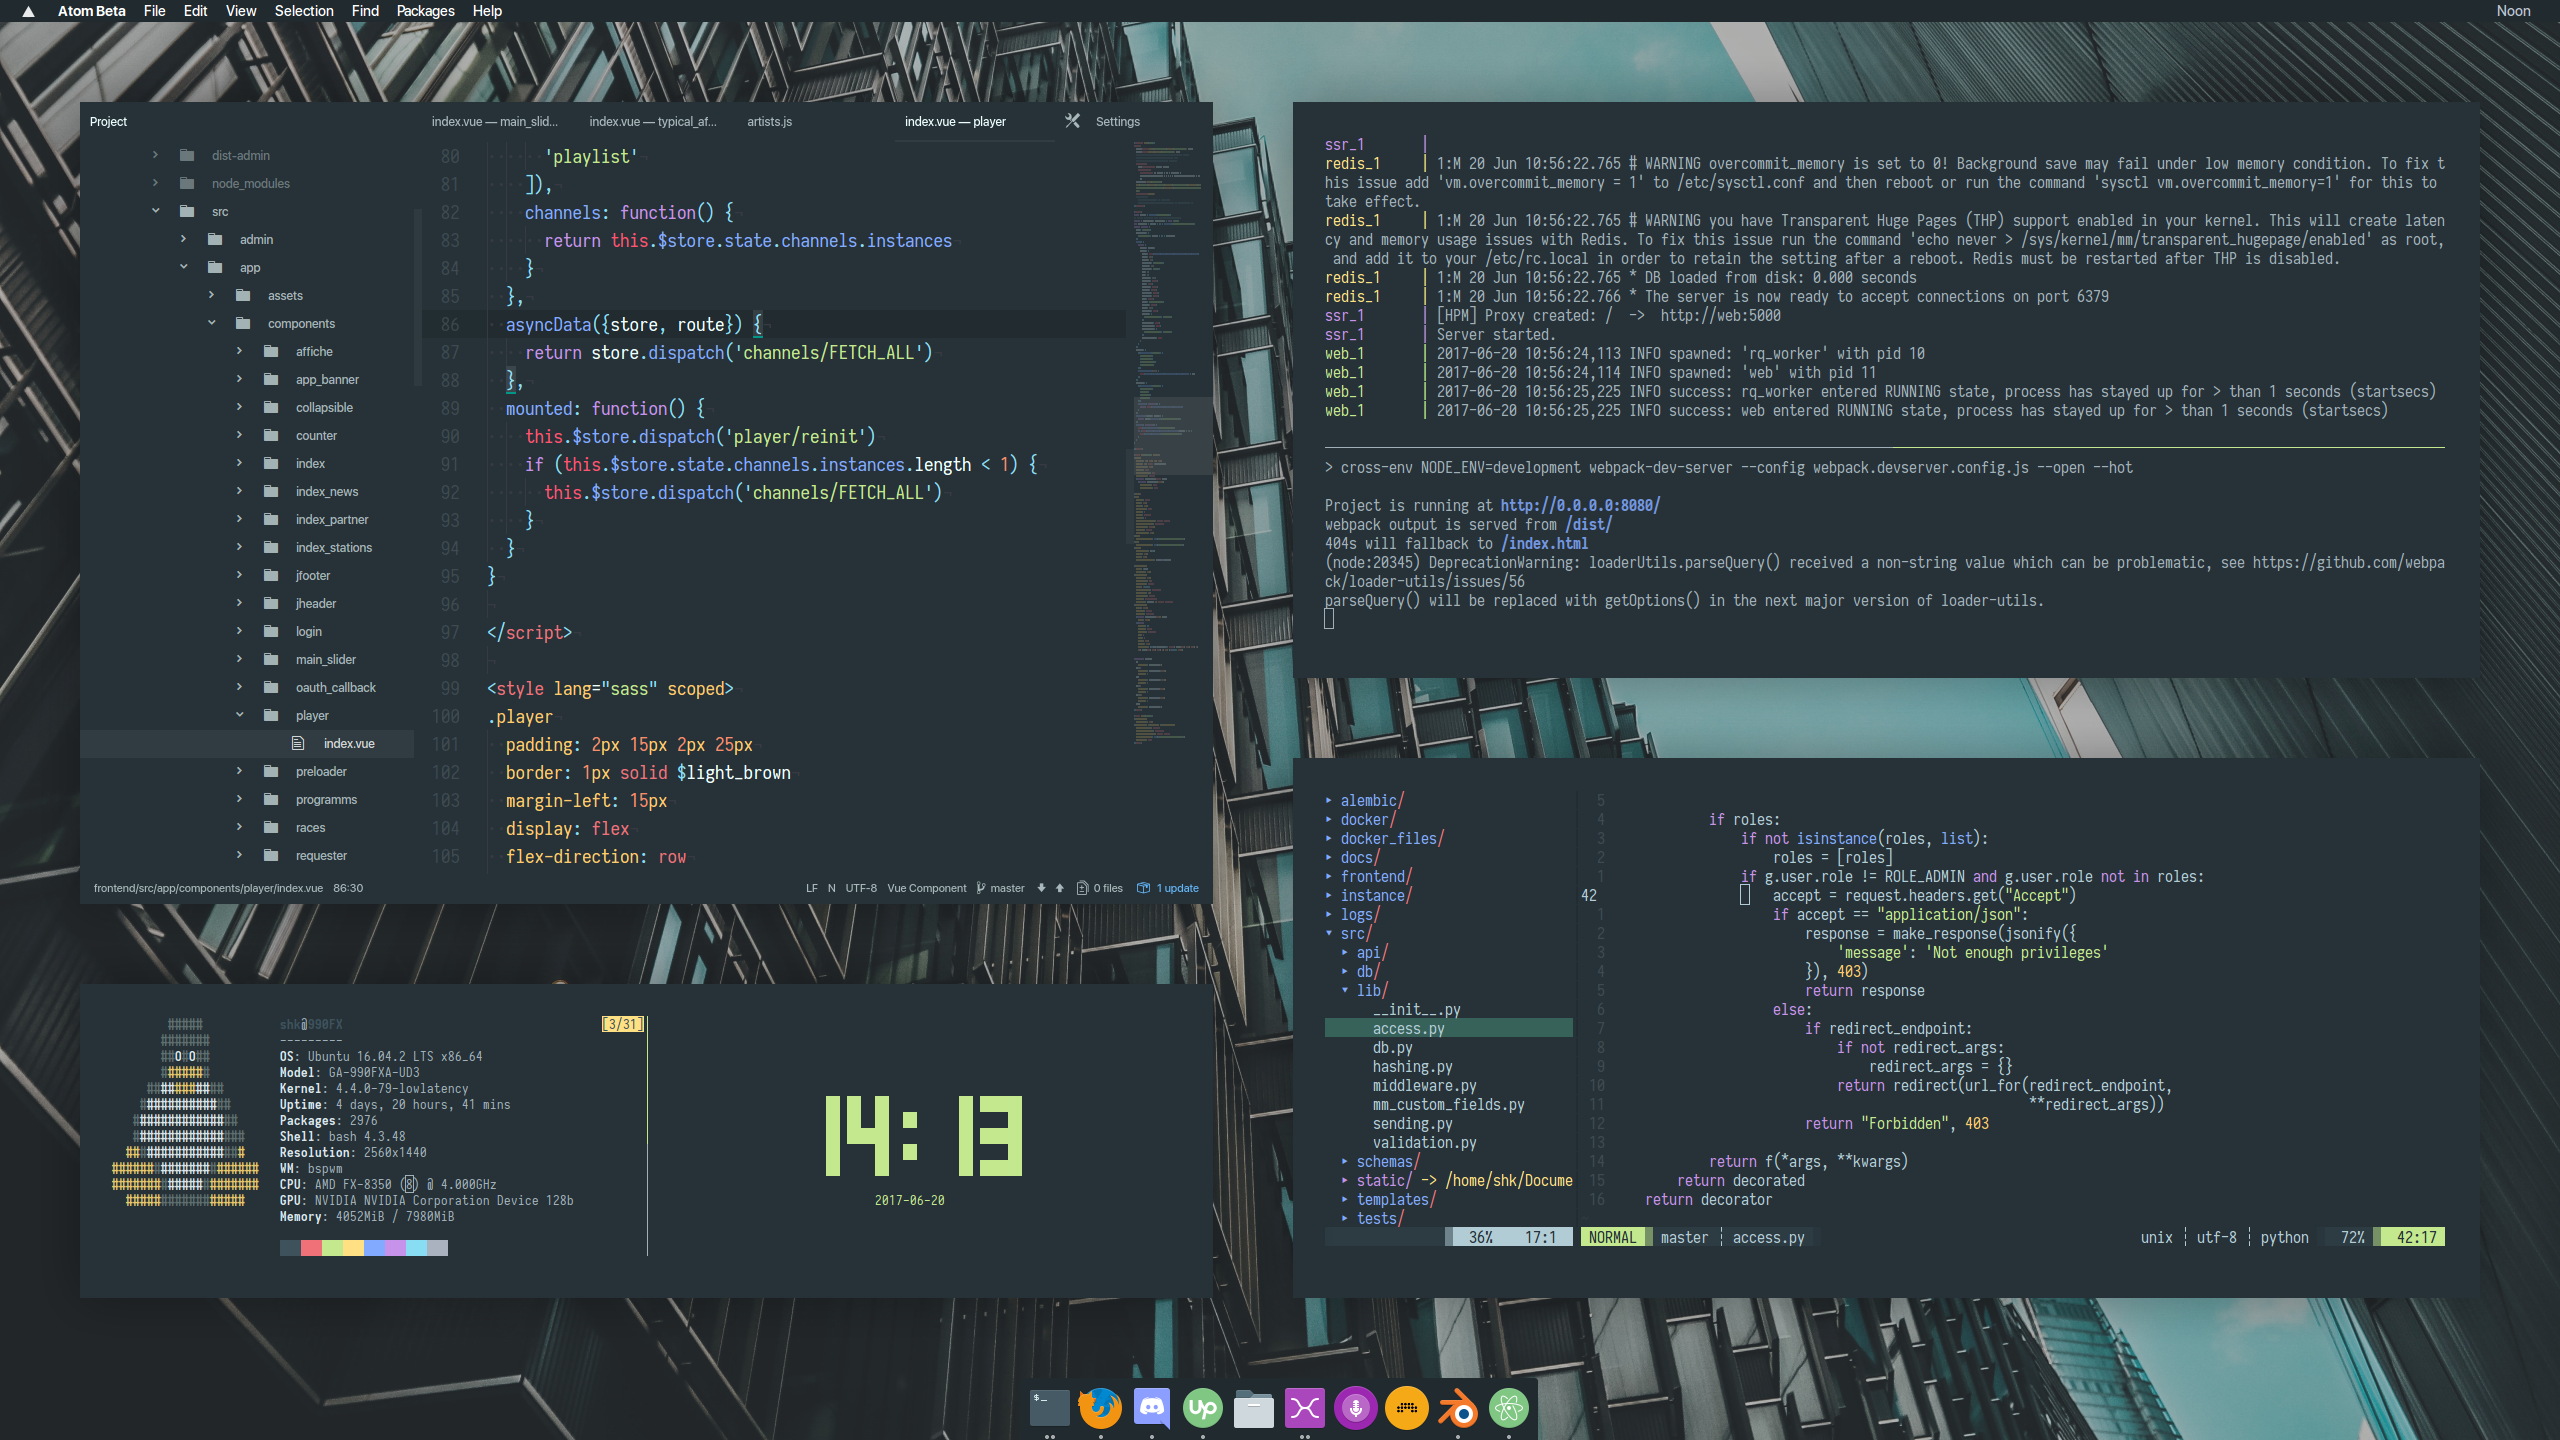 Atom Beta File Edit View Selection Find Packages Help
Noon
Project
dist-admin
node_modules
src
admin
app
assets
components
affiche
app_banner
collapsible
counter
index
index_news
index_partner
index_stations
jfooter
jheader
login
main_slider
oauth_callback
player
index.vue
preloader
programms
races
requester
index.vue — main_slid...
index.vue — typical_af...
artists.js
index.vue — player
Settings
80 'playlist'
81 ]),
82 channels: function() {
83 return this.$store.state.channels.instances
84 }
85 },
86 asyncData({store, route}) {
87 return store.dispatch('channels/FETCH_ALL')
88 },
89 mounted: function() {
90 this.$store.dispatch('player/reinit')
91 if (this.$store.state.channels.instances.length < 1) {
92 this.$store.dispatch('channels/FETCH_ALL')
93 }
94 }
95 }
96
97 </script>
98
99 <style lang="sass" scoped>
100 .player
101 padding: 2px 15px 2px 25px
102 border: 1px solid $light_brown
103 margin-left: 15px
104 display: flex
105 flex-direction: row
frontend/src/app/components/player/index.vue 86:30
LF N UTF-8 Vue Component master 0 files 1 update
ssr_1 |
redis_1 | 1:M 20 Jun 10:56:22.765 # WARNING overcommit_memory is set to 0! Background save may fail under low memory condition. To fix t
his issue add 'vm.overcommit_memory = 1' to /etc/sysctl.conf and then reboot or run the command 'sysctl vm.overcommit_memory=1' for this to
take effect.
redis_1 | 1:M 20 Jun 10:56:22.765 # WARNING you have Transparent Huge Pages (THP) support enabled in your kernel. This will create laten
cy and memory usage issues with Redis. To fix this issue run the command 'echo never > /sys/kernel/mm/transparent_hugepage/enabled' as root,
and add it to your /etc/rc.local in order to retain the setting after a reboot. Redis must be restarted after THP is disabled.
redis_1 | 1:M 20 Jun 10:56:22.765 * DB loaded from disk: 0.000 seconds
redis_1 | 1:M 20 Jun 10:56:22.766 * The server is now ready to accept connections on port 6379
ssr_1 | [HPM] Proxy created: / -> http://web:5000
ssr_1 | Server started.
web_1 | 2017-06-20 10:56:24,113 INFO spawned: 'rq_worker' with pid 10
web_1 | 2017-06-20 10:56:24,114 INFO spawned: 'web' with pid 11
web_1 | 2017-06-20 10:56:25,225 INFO success: rq_worker entered RUNNING state, process has stayed up for > than 1 seconds (startsecs)
web_1 | 2017-06-20 10:56:25,225 INFO success: web entered RUNNING state, process has stayed up for > than 1 seconds (startsecs)
> cross-env NODE_ENV=development webpack-dev-server --config webpack.devserver.config.js --open --hot
Project is running at http://0.0.0.0:8080/
webpack output is served from /dist/
404s will fallback to /index.html
(node:20345) DeprecationWarning: loaderUtils.parseQuery() received a non-string value which can be problematic, see https://github.com/webpa
ck/loader-utils/issues/56
parseQuery() will be replaced with getOptions() in the next major version of loader-utils.
shk@990FX
---------
OS: Ubuntu 16.04.2 LTS x86_64
Model: GA-990FXA-UD3
Kernel: 4.4.0-79-lowlatency
Uptime: 4 days, 20 hours, 41 mins
Packages: 2976
Shell: bash 4.3.48
Resolution: 2560x1440
WM: bspwm
CPU: AMD FX-8350 (8) @ 4.000GHz
GPU: NVIDIA NVIDIA Corporation Device 128b
Memory: 4052MiB / 7980MiB
[3/31]
14:13
2017-06-20
alembic/
docker/
docker_files/
docs/
frontend/
instance/
logs/
src/
api/
db/
lib/
__init__.py
access.py
db.py
hashing.py
middleware.py
mm_custom_fields.py
sending.py
validation.py
schemas/
static/ -> /home/shk/Docume
templates/
tests/
36% 17:1
5
4 if roles:
3 if not isinstance(roles, list):
2 roles = [roles]
1 if g.user.role != ROLE_ADMIN and g.user.role not in roles:
42 accept = request.headers.get("Accept")
1 if accept == "application/json":
2 response = make_response(jsonify({
3 'message': 'Not enough privileges'
4 }), 403)
5 return response
6 else:
7 if redirect_endpoint:
8 if not redirect_args:
9 redirect_args = {}
10 return redirect(url_for(redirect_endpoint,
11 **redirect_args))
12 return "Forbidden", 403
13
14 return f(*args, **kwargs)
15 return decorated
16 return decorator
NORMAL master ¦ access.py unix ¦ utf-8 ¦ python 72% 42:17
$_
Up